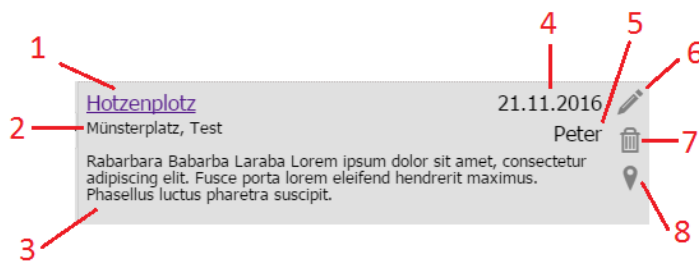 1
4
5
6
Hotzenplotz
21.11.2016
2
Münsterplatz, Test
Peter
7
Rabarbara Babarba Laraba Lorem ipsum dolor sit amet, consectetur
adipiscing elit. Fusce porta lorem eleifend hendrerit maximus.
Phasellus luctus pharetra suscipit.
3
8